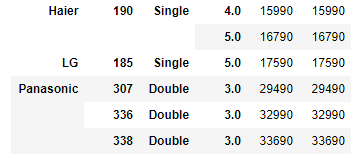 Haier 190 Single 4.0 15990 15990
5.0 16790 16790
LG 185 Single 5.0 17590 17590
Panasonic 307 Double 3.0 29490 29490
336 Double 3.0 32990 32990
338 Double 3.0 33690 33690